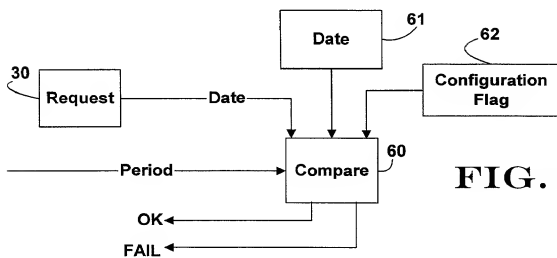 61
Date
62
Configuration
Flag
30
Request
Date
Period
Compare
60
FIG.
OK
FAIL